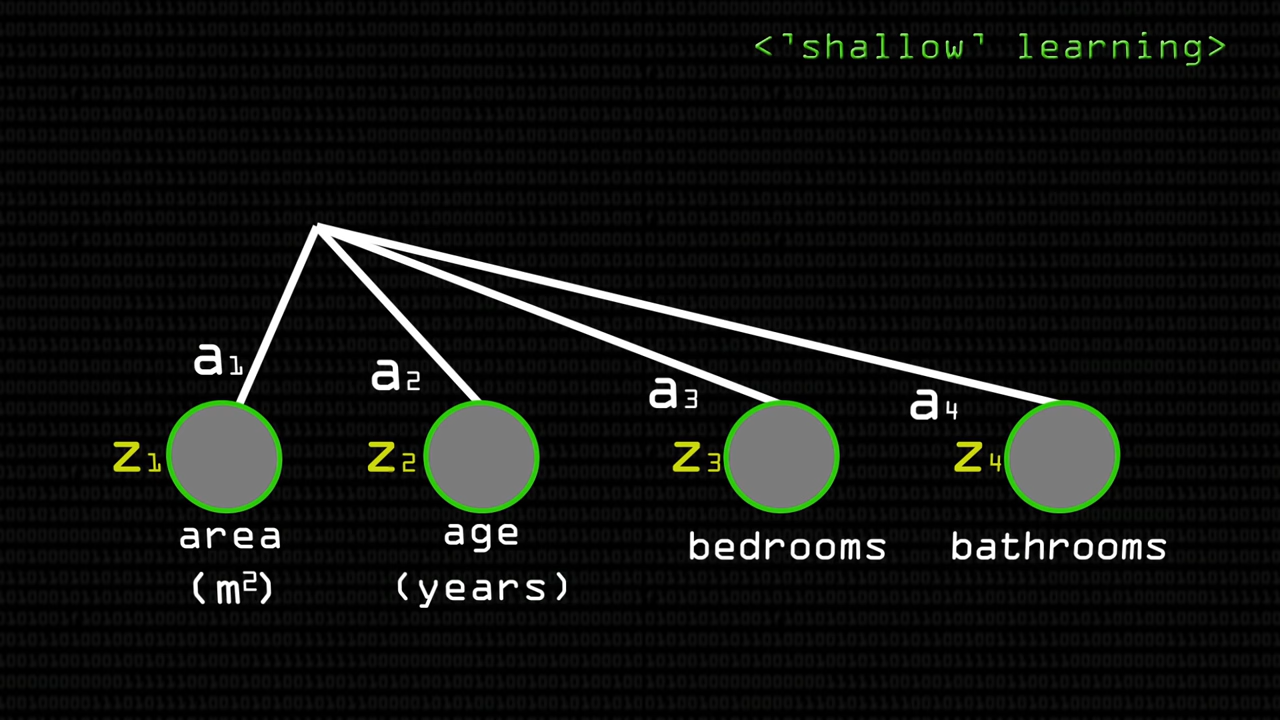 <'shallow' learning>
a₁ a₂ a₃ a₄
z₁ z₂ z₃ z₄
area age bedrooms bathrooms
(m²) (years)